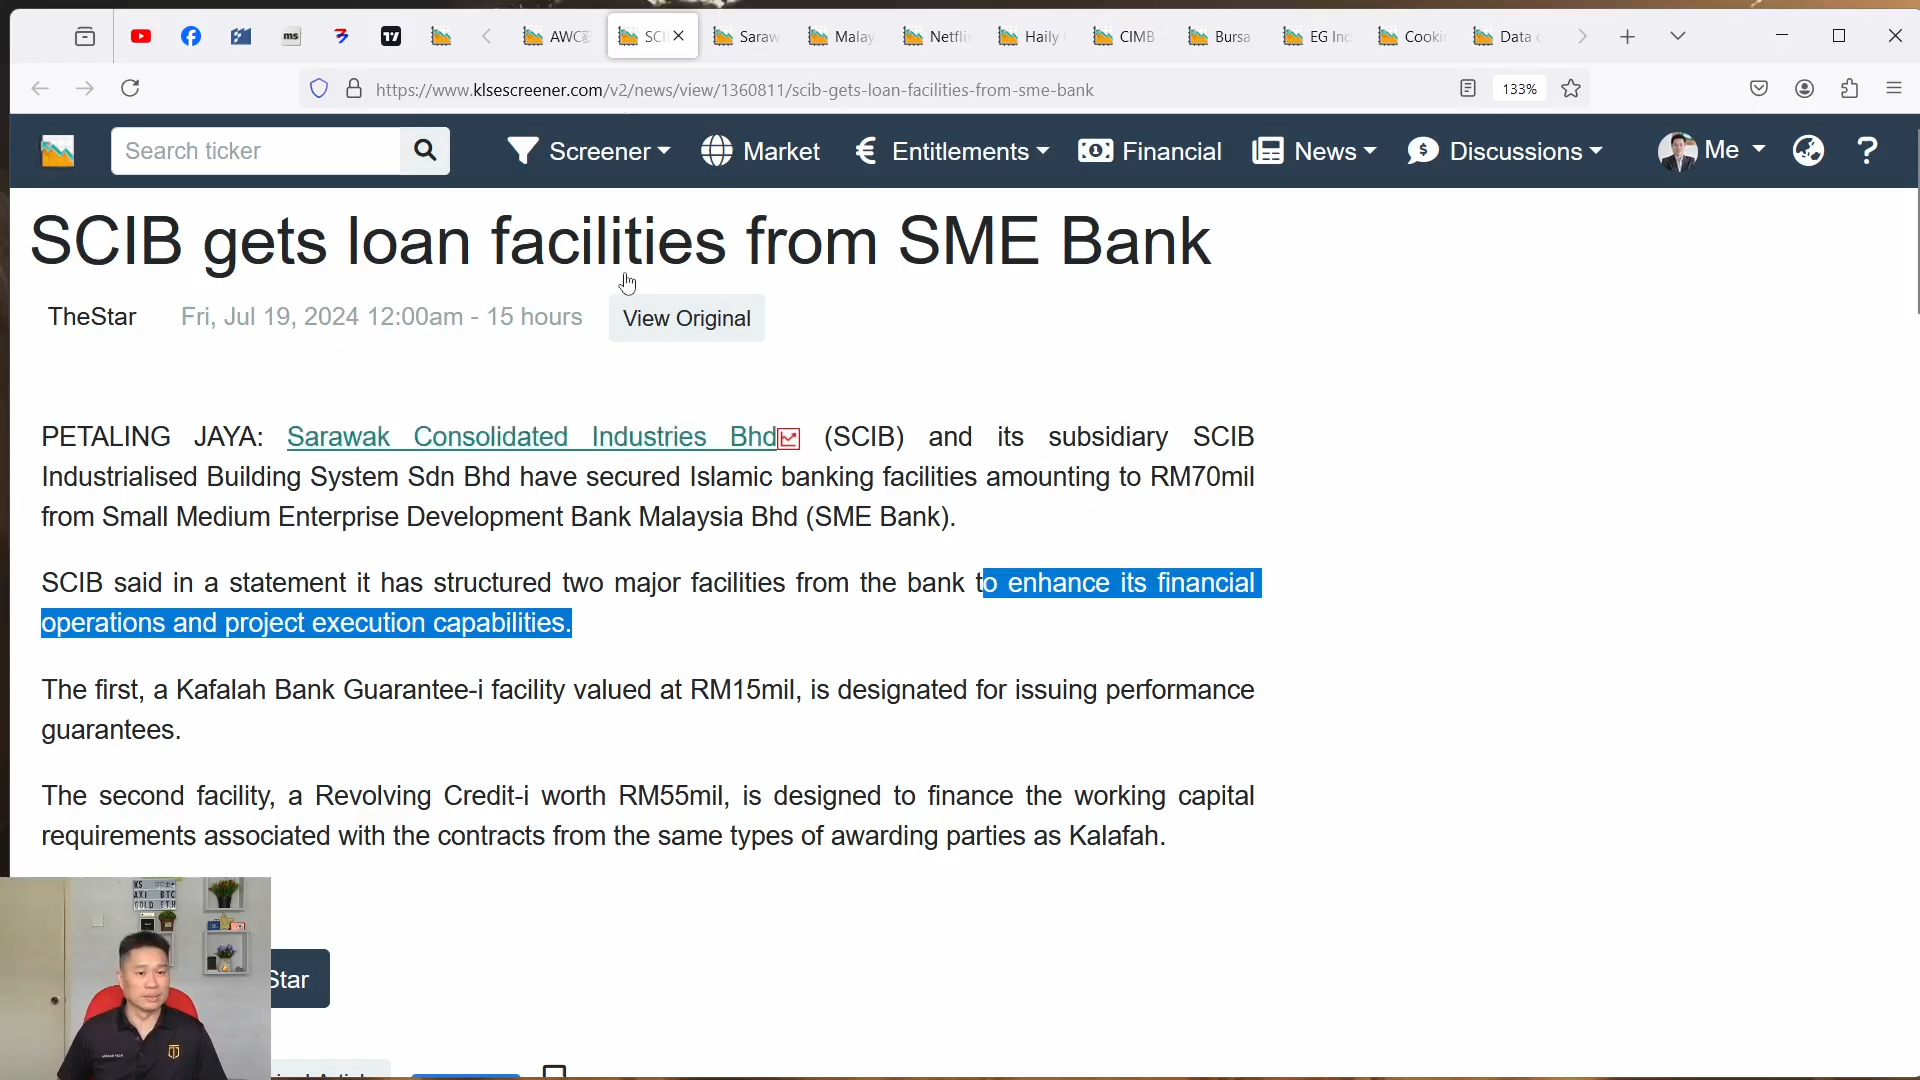 ms
AWC
SCI
Saraw
Malay
Netfli
Haily
CIMB
Bursa
EG Ind
Cooki
Data c
https://www.klsescreener.com/v2/news/view/1360811/scib-gets-loan-facilities-from-sme-bank
133%
Search ticker
Screener
Market
Entitlements
Financial
News
Discussions
Me
?
SCIB gets loan facilities from SME Bank
TheStar Fri, Jul 19, 2024 12:00am - 15 hours View Original
PETALING JAYA: Sarawak Consolidated Industries Bhd (SCIB) and its subsidiary SCIB
Industrialised Building System Sdn Bhd have secured Islamic banking facilities amounting to RM70mil
from Small Medium Enterprise Development Bank Malaysia Bhd (SME Bank).
SCIB said in a statement it has structured two major facilities from the bank to enhance its financial
operations and project execution capabilities.
The first, a Kafalah Bank Guarantee-i facility valued at RM15mil, is designated for issuing performance
guarantees.
The second facility, a Revolving Credit-i worth RM55mil, is designed to finance the working capital
requirements associated with the contracts from the same types of awarding parties as Kalafah.
KS
AXI BTC
GOLD ETH
Star